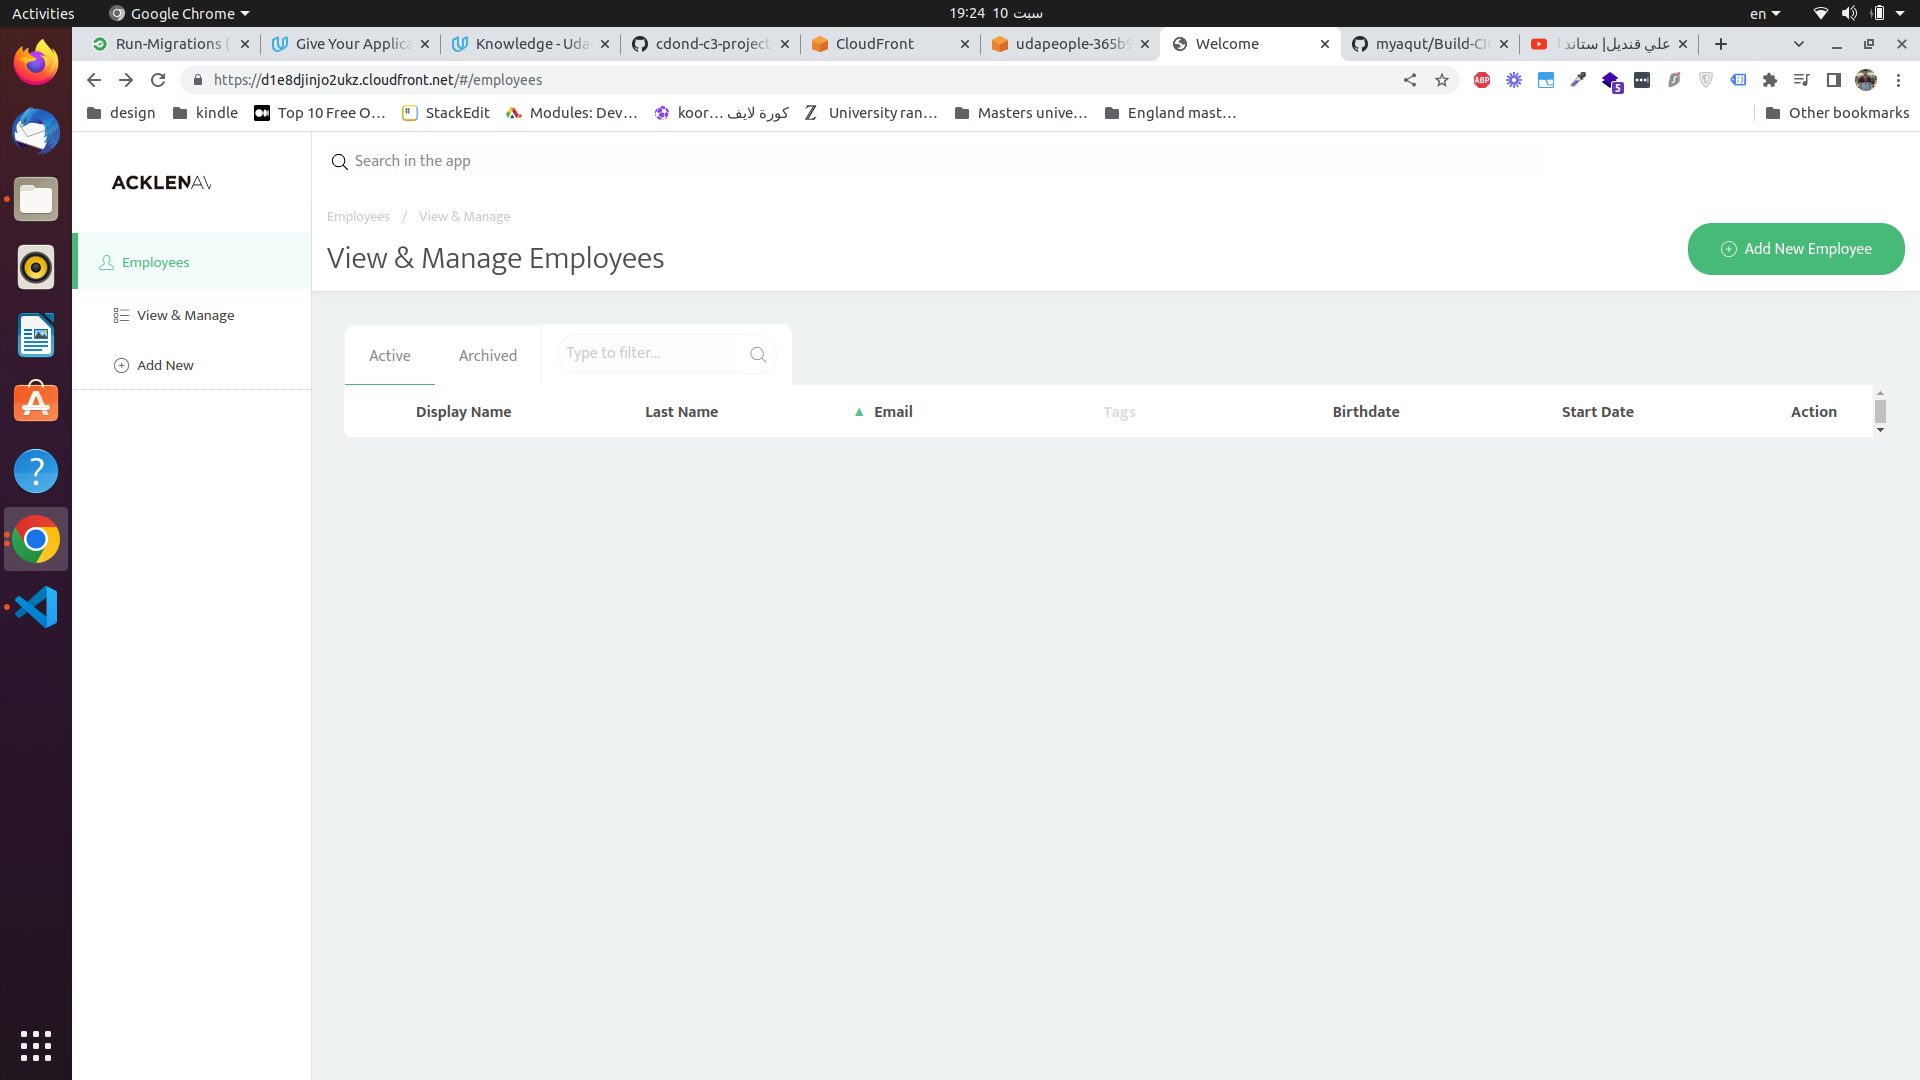 Activities
Google Chrome
19:24 10 سبت
en
Run-Migrations (
Give Your Applica
Knowledge - Uda
cdond-c3-project
CloudFront
udapeople-365b9
Welcome
myaqut/Build-CI
علي قنديل| ستاند ا
https://d1e8djinjo2ukz.cloudfront.net/#/employees
ABP
5
design
kindle
Top 10 Free O…
StackEdit
Modules: Dev…
koor… كورة لايف
University ran…
Masters unive…
England mast…
Other bookmarks
ACKLENAV
Search in the app
Employees / View & Manage
View & Manage Employees
Add New Employee
Employees
View & Manage
Add New
Active
Archived
Type to filter...
Display Name
Last Name
Email
Tags
Birthdate
Start Date
Action